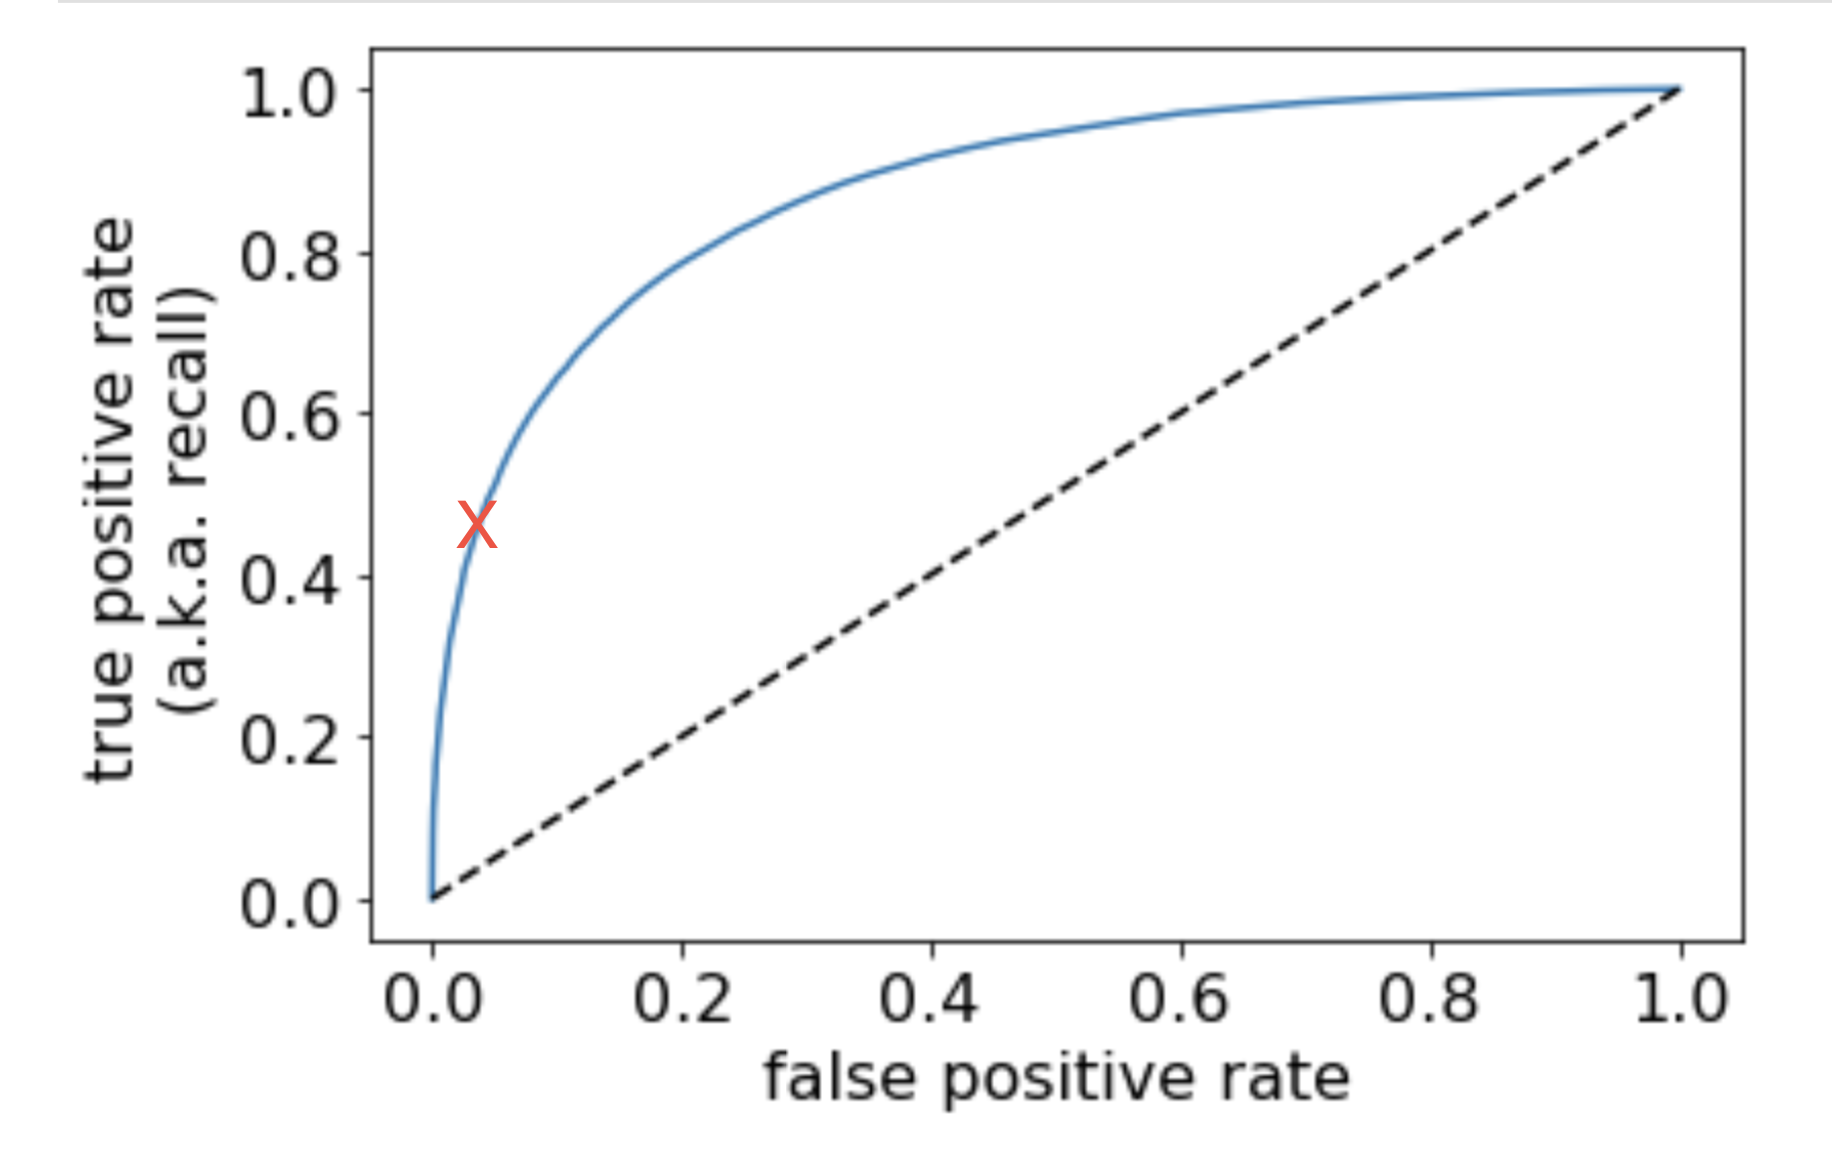 1.0
0.8
0.6
0.4
0.2
0.0
true positive rate
(a.k.a. recall)
X
0.0 0.2 0.4 0.6 0.8 1.0
false positive rate